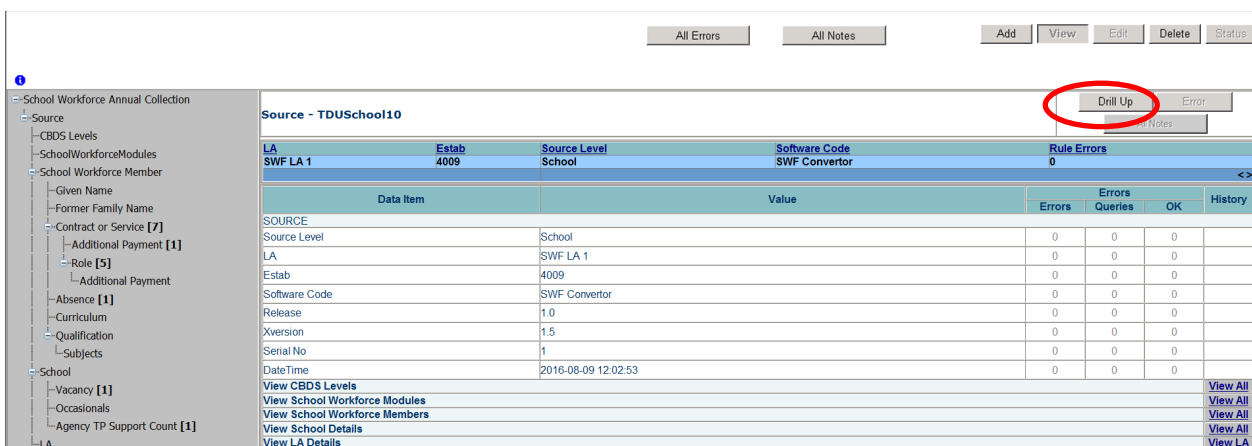 All Errors All Notes Add View Edit Delete Status
School Workforce Annual Collection
Source
CBDS Levels
SchoolWorkforceModules
School Workforce Member
Given Name
Former Family Name
Contract or Service [7]
Additional Payment [1]
Role [5]
Additional Payment
Absence [1]
Curriculum
Qualification
Subjects
School
Vacancy [1]
Occasionals
Agency TP Support Count [1]
LA
Source - TDUSchool10
Drill Up Error
All Notes
LA Estab Source Level Software Code Rule Errors
SWF LA 1 4009 School SWF Convertor 0
<>
Data Item Value Errors History
Errors Queries OK
SOURCE
Source Level School 0 0 0
LA SWF LA 1 0 0 0
Estab 4009 0 0 0
Software Code SWF Convertor 0 0 0
Release 1.0 0 0 0
Xversion 1.5 0 0 0
Serial No 1 0 0 0
DateTime 2016-08-09 12:02:53 0 0 0
View CBDS Levels View All
View School Workforce Modules View All
View School Workforce Members View All
View School Details View All
View LA Details View LA